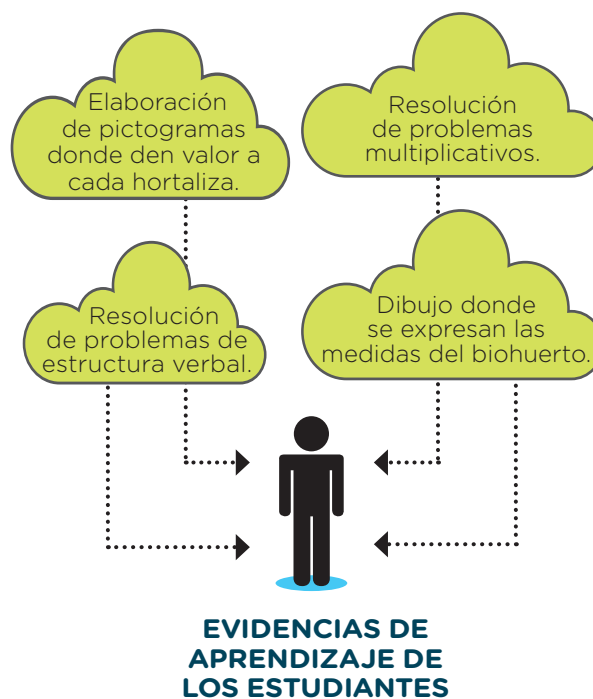 Elaboración
de pictogramas
donde den valor a
cada hortaliza.
Resolución
de problemas
multiplicativos.
Resolución
de problemas de
estructura verbal.
Dibujo donde
se expresan las
medidas del biohuerto.
EVIDENCIAS DE
APRENDIZAJE DE
LOS ESTUDIANTES